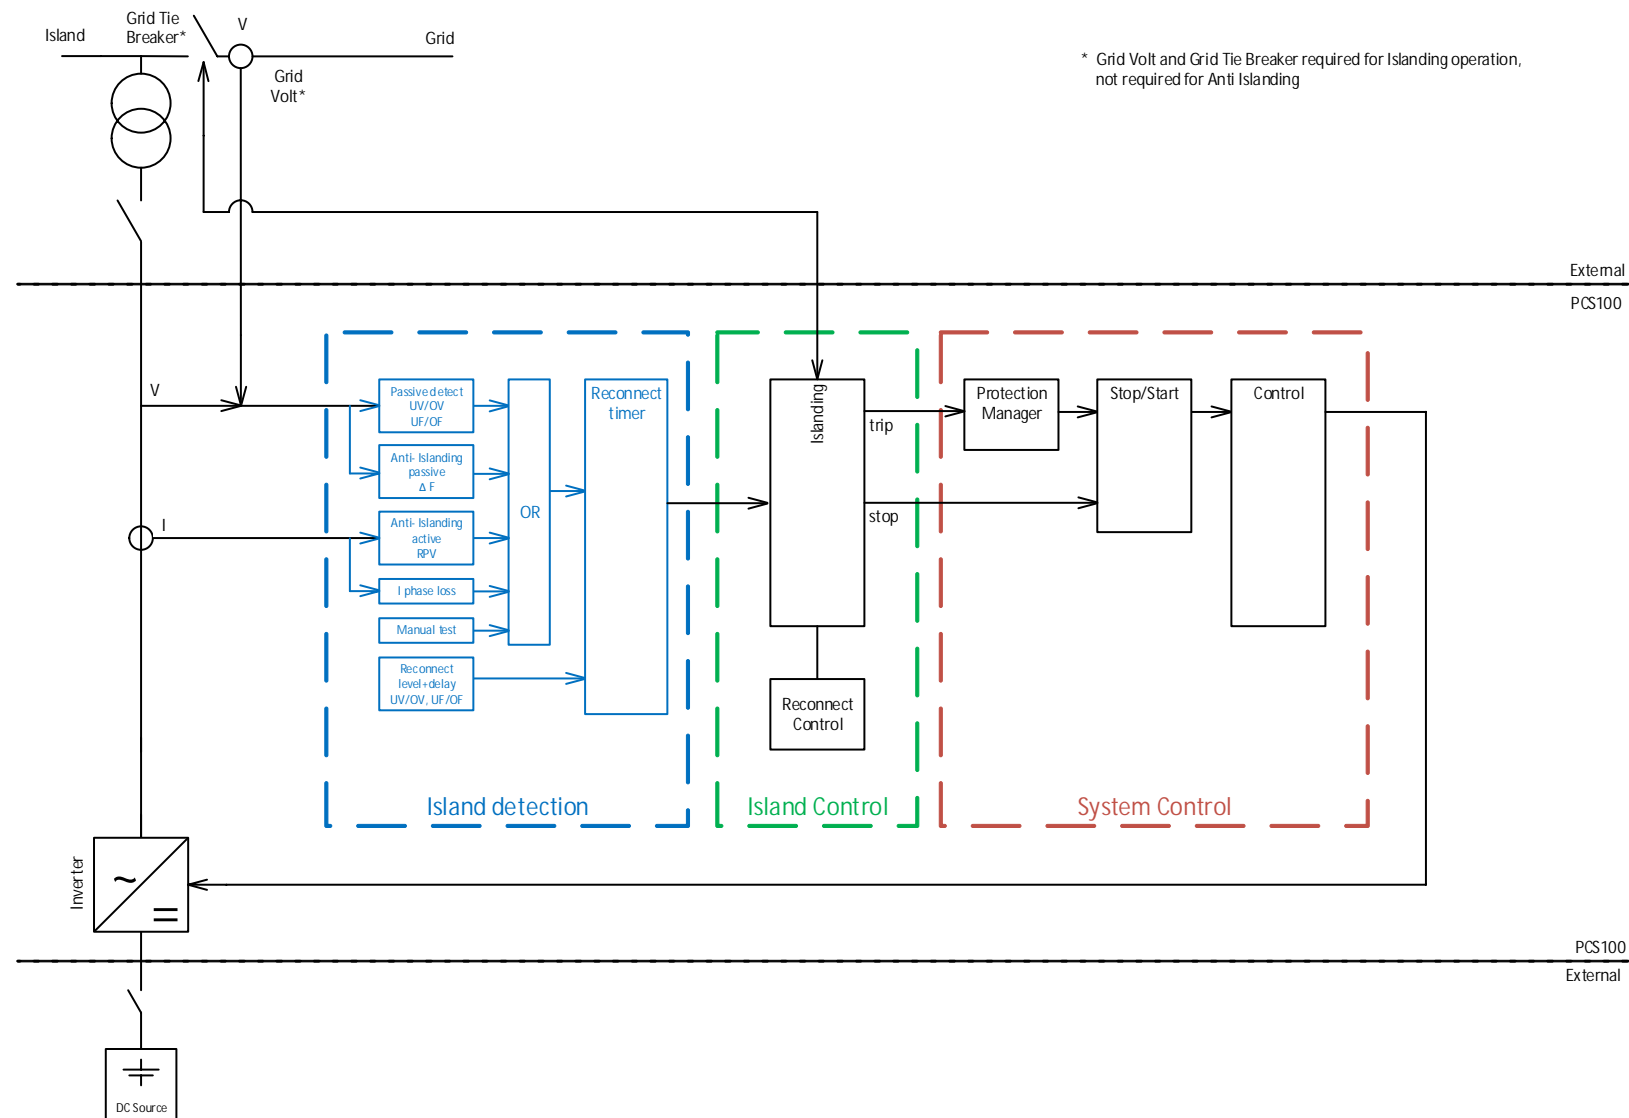 Island
Grid Tie
Breaker*
V
Grid
Grid
Volt*
* Grid Volt and Grid Tie Breaker required for Islanding operation,
not required for Anti Islanding
External
PCS100
V
I
Passive detect
UV/OV
UF/OF
Anti- Islanding
passive
Δ F
Anti- Islanding
active
RPV
I phase loss
Manual test
Reconnect
level+delay
UV/OV, UF/OF
OR
Reconnect
timer
Island detection
Islanding
trip
stop
Reconnect
Control
Island Control
Protection
Manager
Stop/Start
Control
System Control
Inverter
~
=
PCS100
External
DC Source